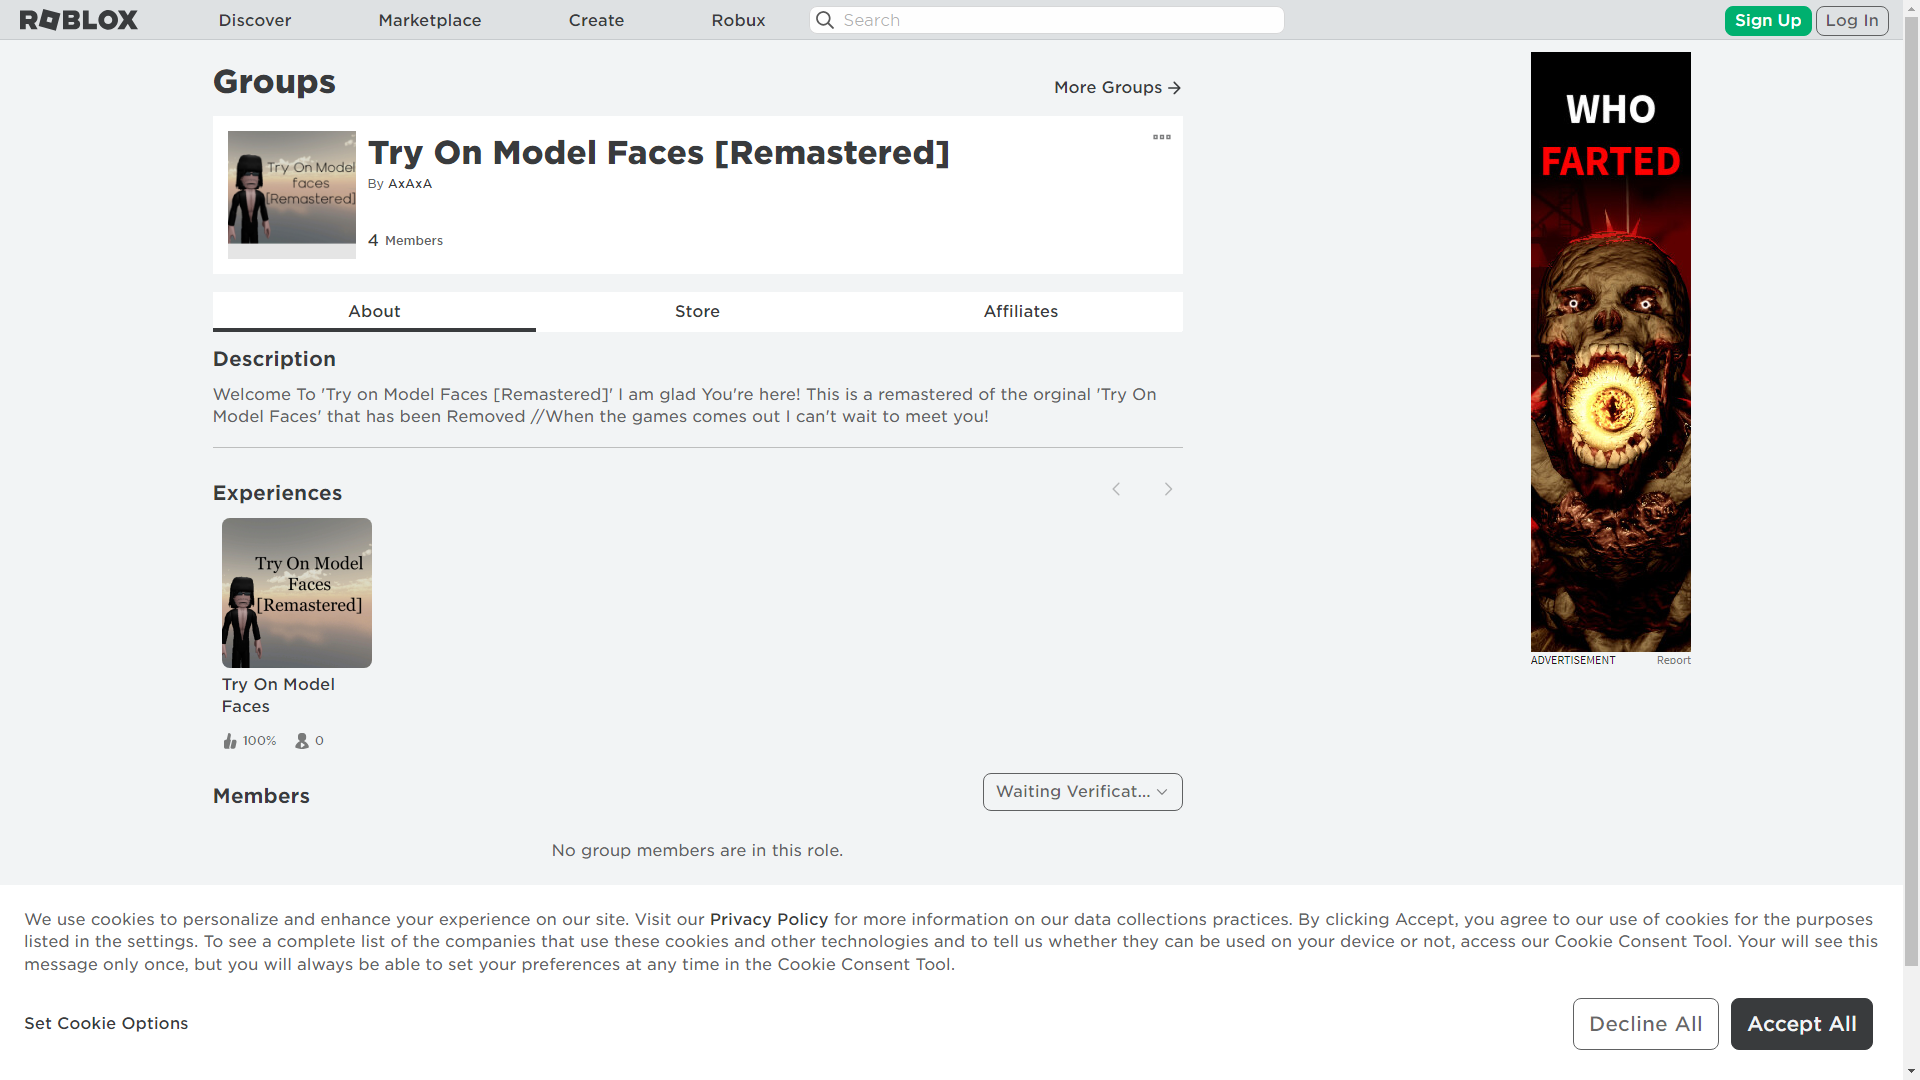 ROBLOX
Discover
Marketplace
Create
Robux
Search
Sign Up
Log In
Groups
More Groups
Try On Model faces [Remastered]
Try On Model Faces [Remastered]
By AxAxA
4 Members
About
Store
Affiliates
Description
Welcome To 'Try on Model Faces [Remastered]' I am glad You're here! This is a remastered of the orginal 'Try On
Model Faces' that has been Removed //When the games comes out I can't wait to meet you!
Experiences
Try On Model
Faces
[Remastered]
Try On Model
Faces
100%
0
Members
Waiting Verificat...
No group members are in this role.
WHO
FARTED
ADVERTISEMENT
Report
We use cookies to personalize and enhance your experience on our site. Visit our Privacy Policy for more information on our data collections practices. By clicking Accept, you agree to our use of cookies for the purposes
listed in the settings. To see a complete list of the companies that use these cookies and other technologies and to tell us whether they can be used on your device or not, access our Cookie Consent Tool. Your will see this
message only once, but you will always be able to set your preferences at any time in the Cookie Consent Tool.
Set Cookie Options
Decline All
Accept All